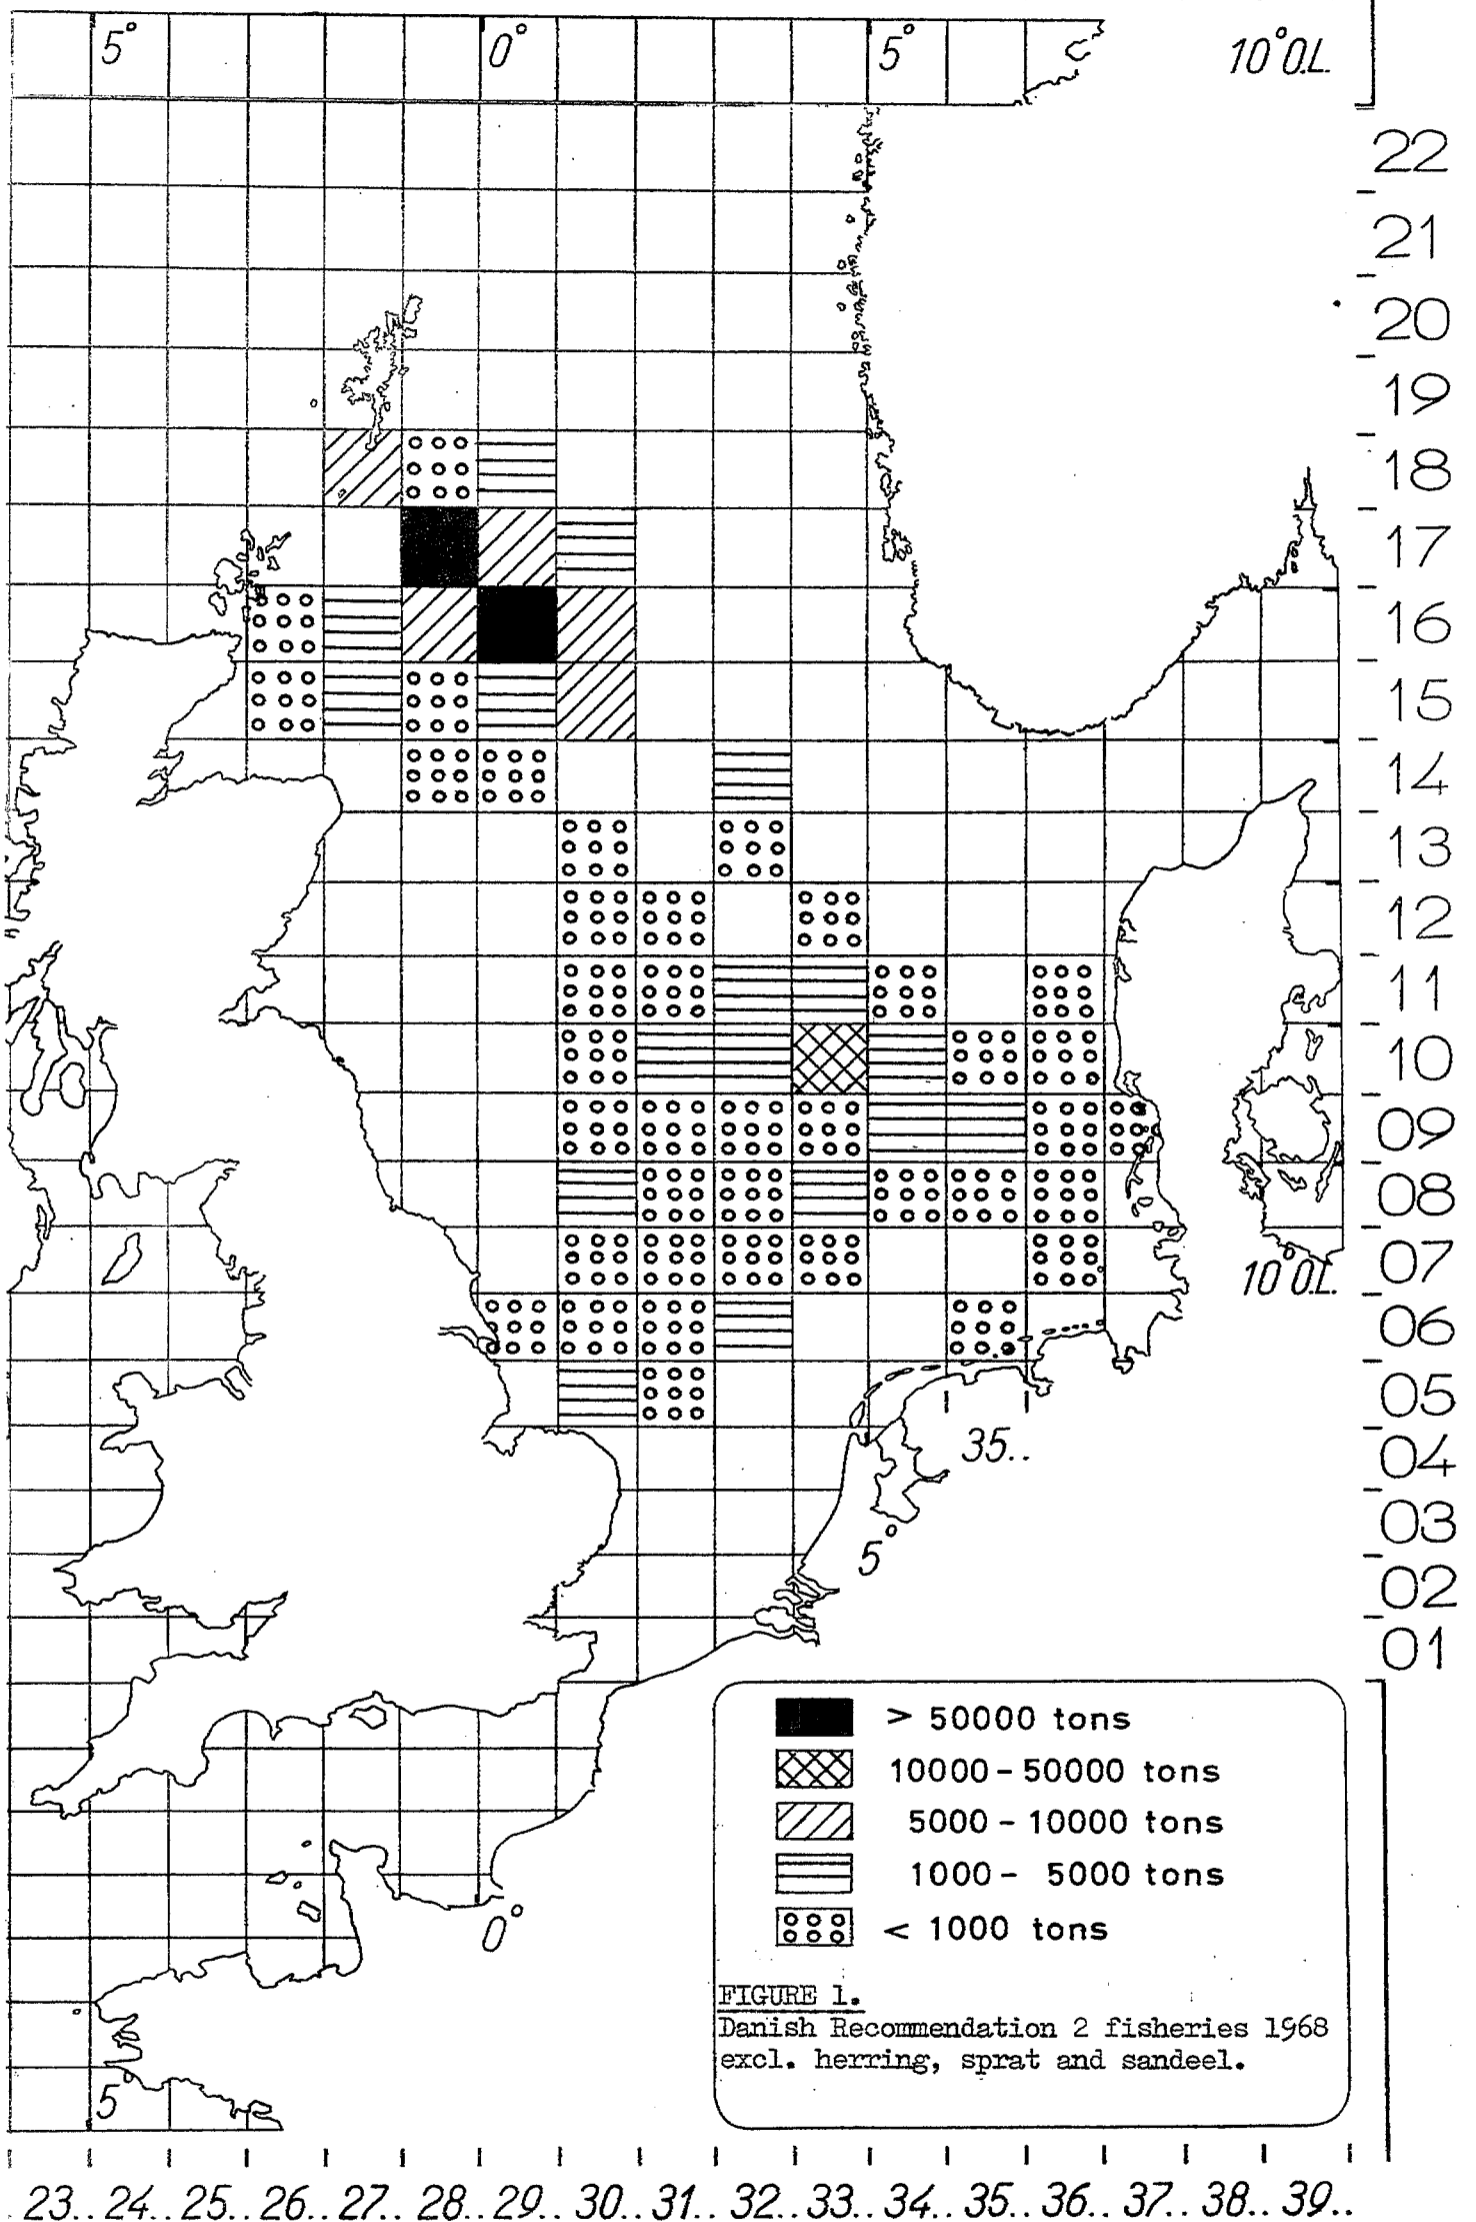 5° 0° 5° 10° O.L.
22
21
20
19
18
17
16
15
14
13
12
11
10
09
08
07
10° O.L.
06
05
35..
04
03
5°
02
01
> 50000 tons
10000 - 50000 tons
5000 - 10000 tons
1000 - 5000 tons
0°
< 1000 tons
FIGURE 1.
Danish Recommendation 2 fisheries 1968
excl. herring, sprat and sandeel.
5°
. 23.. 24.. 25.. 26.. 27.. 28.. 29.. 30.. 31.. 32.. 33.. 34.. 35.. 36.. 37.. 38.. 39..